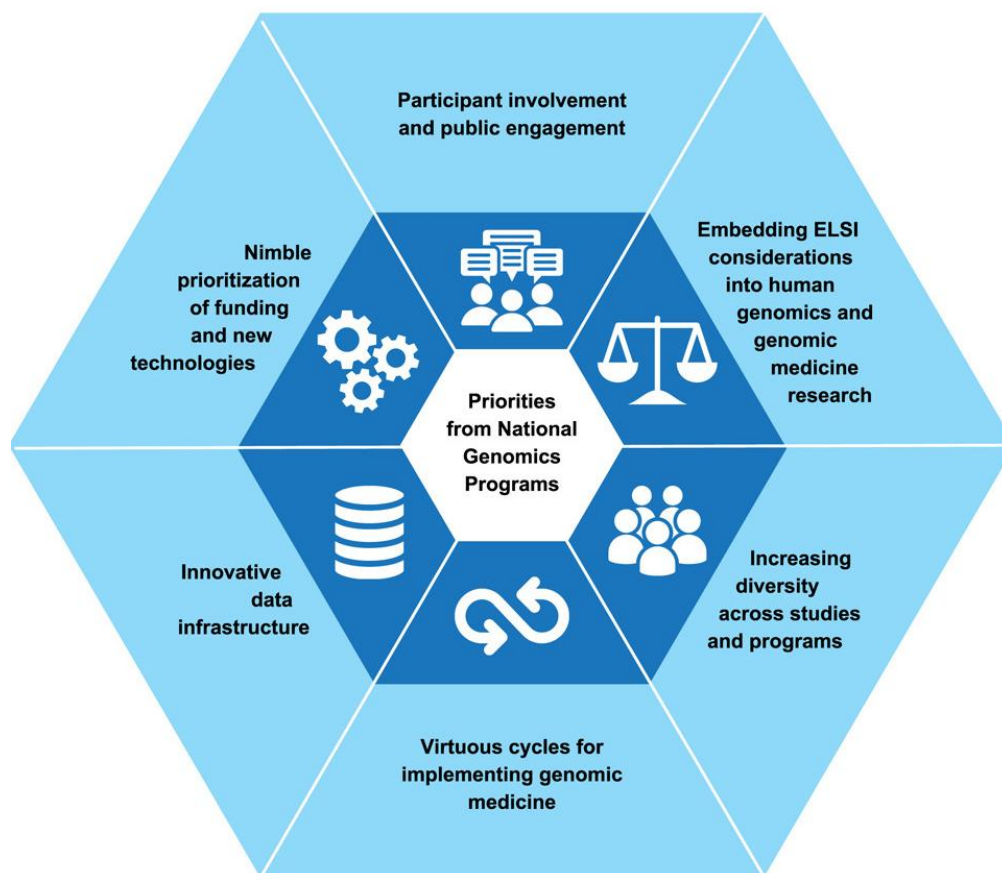 Participant involvement
and public engagement
Embedding ELSI
considerations
into human
genomics and
genomic
medicine
research
Increasing
diversity
across studies
and programs
Virtuous cycles for
implementing genomic
medicine
Innovative
data
infrastructure
Nimble
prioritization
of funding
and new
technologies
Priorities
from National
Genomics
Programs